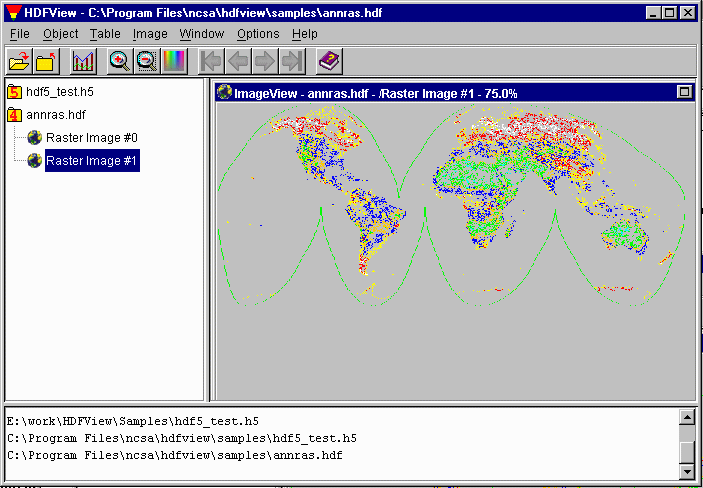 HDFView - C:\Program Files\ncsa\hdfview\samples\annras.hdf
File Object Table Image Window Options Help
5 hdf5_test.h5
4 annras.hdf
Raster Image #0
Raster Image #1
ImageView - annras.hdf - /Raster Image #1 - 75.0%
E:\work\HDFView\Samples\hdf5_test.h5
C:\Program Files\ncsa\hdfview\samples\hdf5_test.h5
C:\Program Files\ncsa\hdfview\samples\annras.hdf